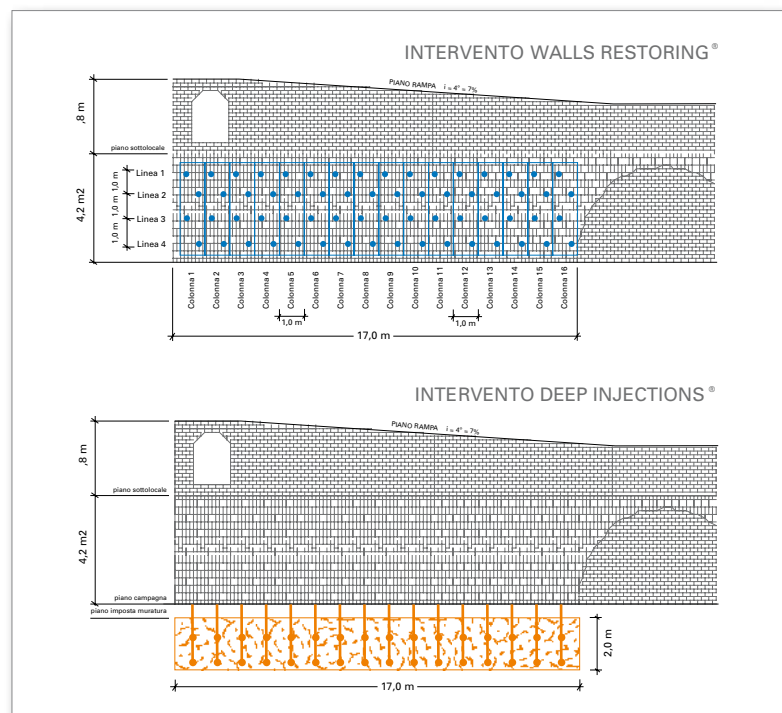 INTERVENTO WALLS RESTORING®
PIANO RAMPA i = 4° = 7%
,8 m
piano sottolocale
4,2 m2
1,0 m
1,0 m
1,0 m
Linea 1
Linea 2
Linea 3
Linea 4
Colonna 1
Colonna 2
Colonna 3
Colonna 4
Colonna 5
Colonna 6
Colonna 7
Colonna 8
Colonna 9
Colonna 10
Colonna 11
Colonna 12
Colonna 13
Colonna 14
Colonna 15
Colonna 16
1,0 m
1,0 m
17,0 m
INTERVENTO DEEP INJECTIONS®
PIANO RAMPA i = 4° = 7%
,8 m
piano sottolocale
4,2 m2
piano campagna
piano imposta muratura
2,0 m
17,0 m